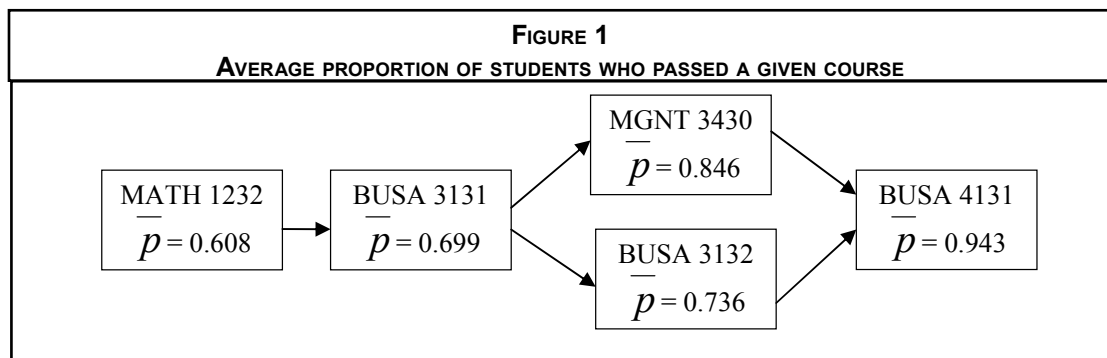 FIGURE 1
AVERAGE PROPORTION OF STUDENTS WHO PASSED A GIVEN COURSE
MATH 1232
p̅ = 0.608
BUSA 3131
p̅ = 0.699
MGNT 3430
p̅ = 0.846
BUSA 3132
p̅ = 0.736
BUSA 4131
p̅ = 0.943